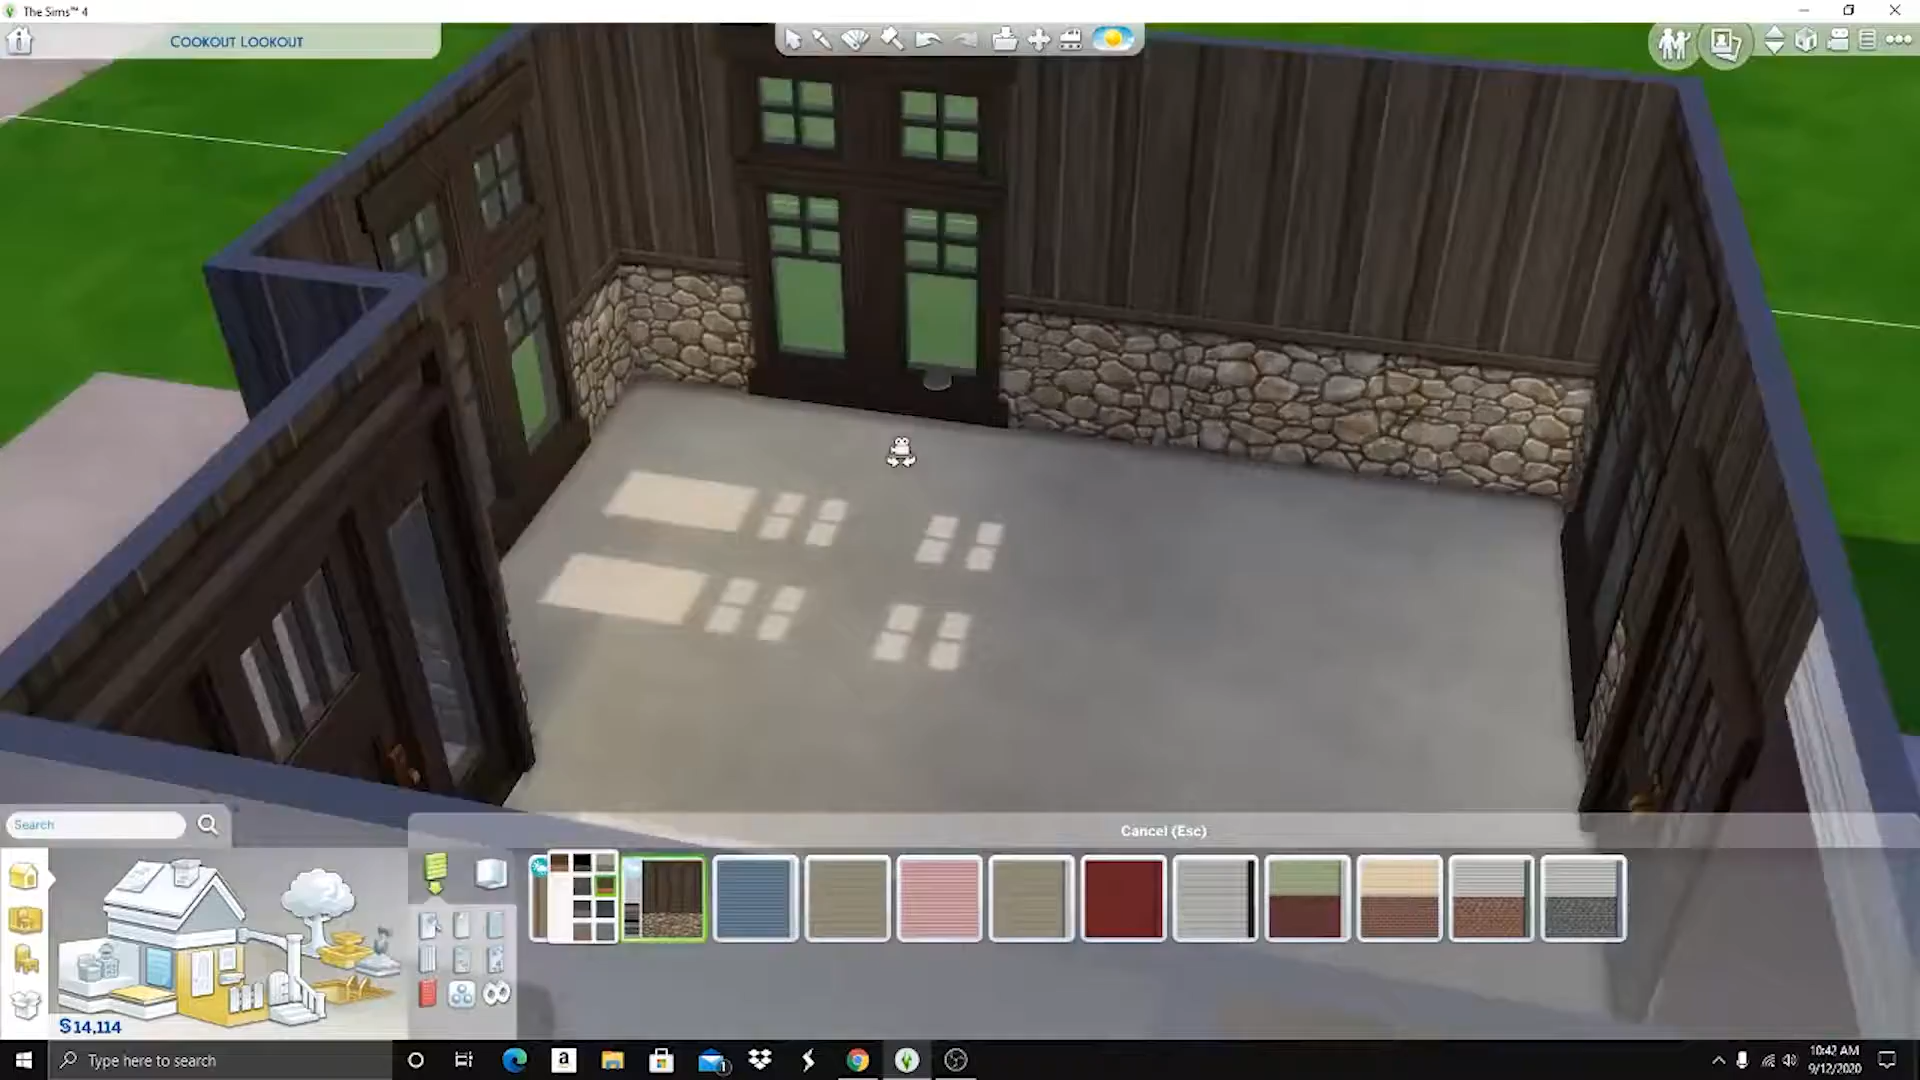 The Sims™ 4
COOKOUT LOOKOUT
Cancel (Esc)
Search
§14,114
Type here to search
a
1
10:42 AM
9/12/2020